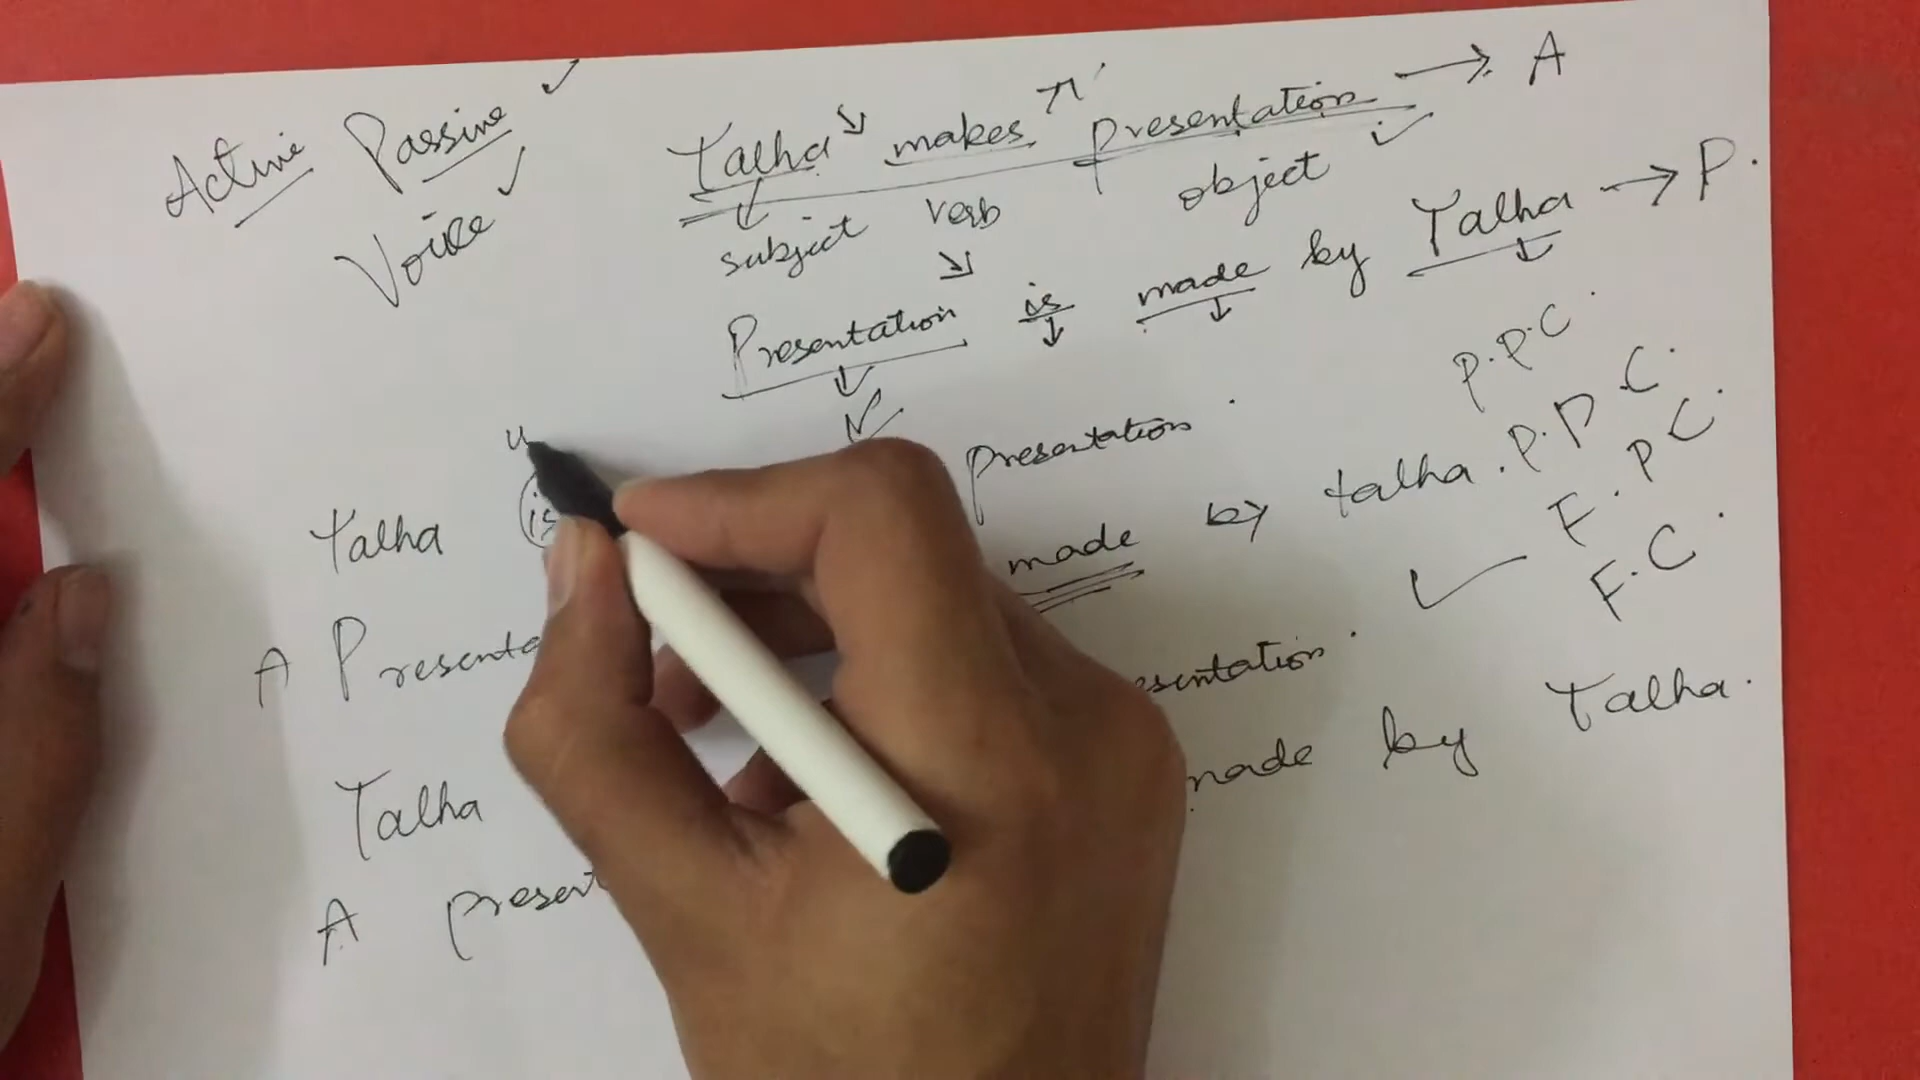 Active Passive
Voice
Talha makes presentation → A
subject verb object
Presentation is made by Talha → P.
P.P.C.
Talha is presentation.
P.P.C.
A Presenta made by talha.
F.P.C.
F.C.
Talha esentation.
A present made by Talha.